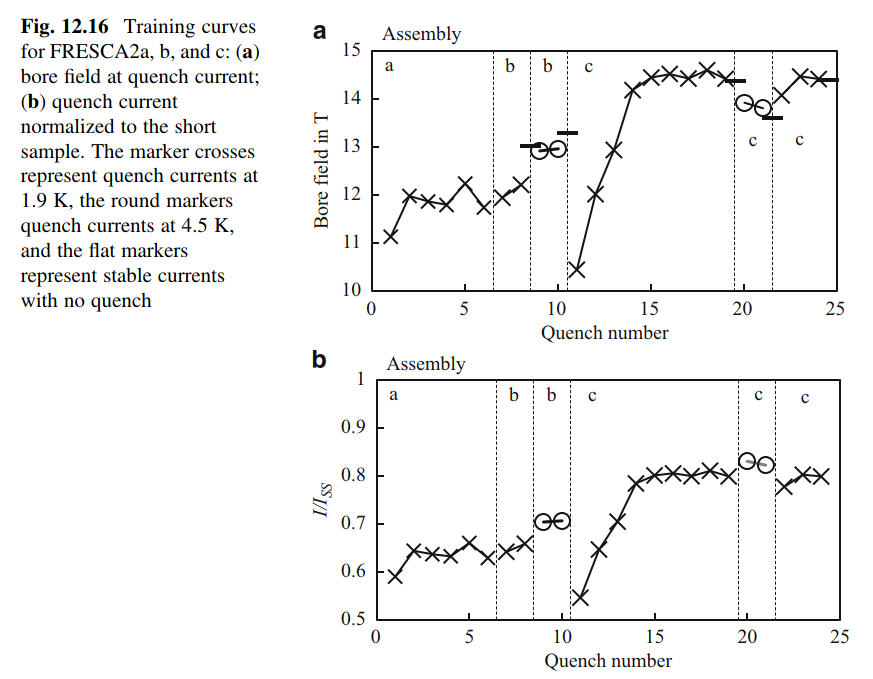 Fig. 12.16 Training curves
for FRESCA2a, b, and c: (a)
bore field at quench current;
(b) quench current
normalized to the short
sample. The marker crosses
represent quench currents at
1.9 K, the round markers
quench currents at 4.5 K,
and the flat markers
represent stable currents
with no quench
a
Assembly
15
14
13
12
11
10
Bore field in T
a b b c c c
0 5 10 15 20 25
Quench number
b
Assembly
1
0.9
0.8
0.7
0.6
0.5
I/ISS
a b b c c c
0 5 10 15 20 25
Quench number